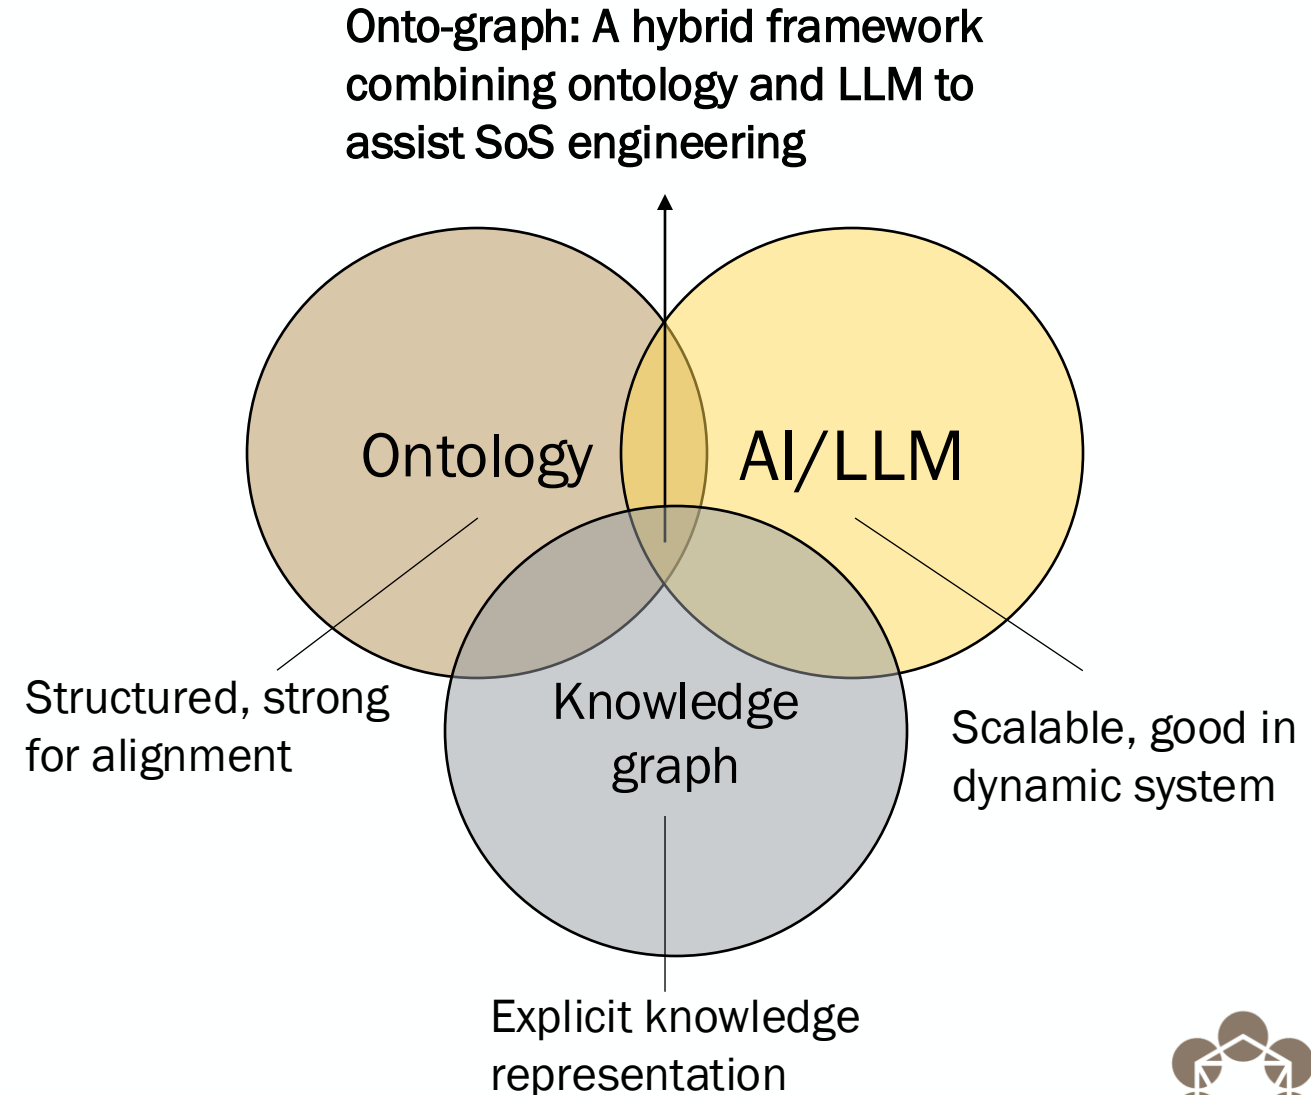 Onto-graph: A hybrid framework
combining ontology and LLM to
assist SoS engineering
Ontology
AI/LLM
Structured, strong
for alignment
Knowledge
graph
Scalable, good in
dynamic system
Explicit knowledge
representation